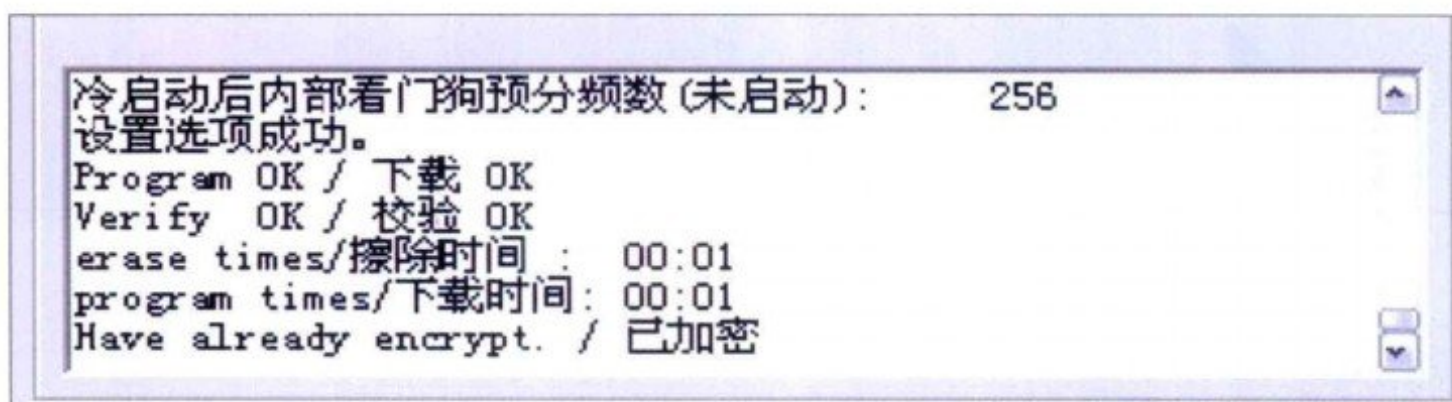 冷启动后内部看门狗预分频数(未启动): 256
设置选项成功。
Program OK / 下载 OK
Verify OK / 校验 OK
erase times/擦除时间 : 00:01
program times/下载时间: 00:01
Have already encrypt. / 已加密